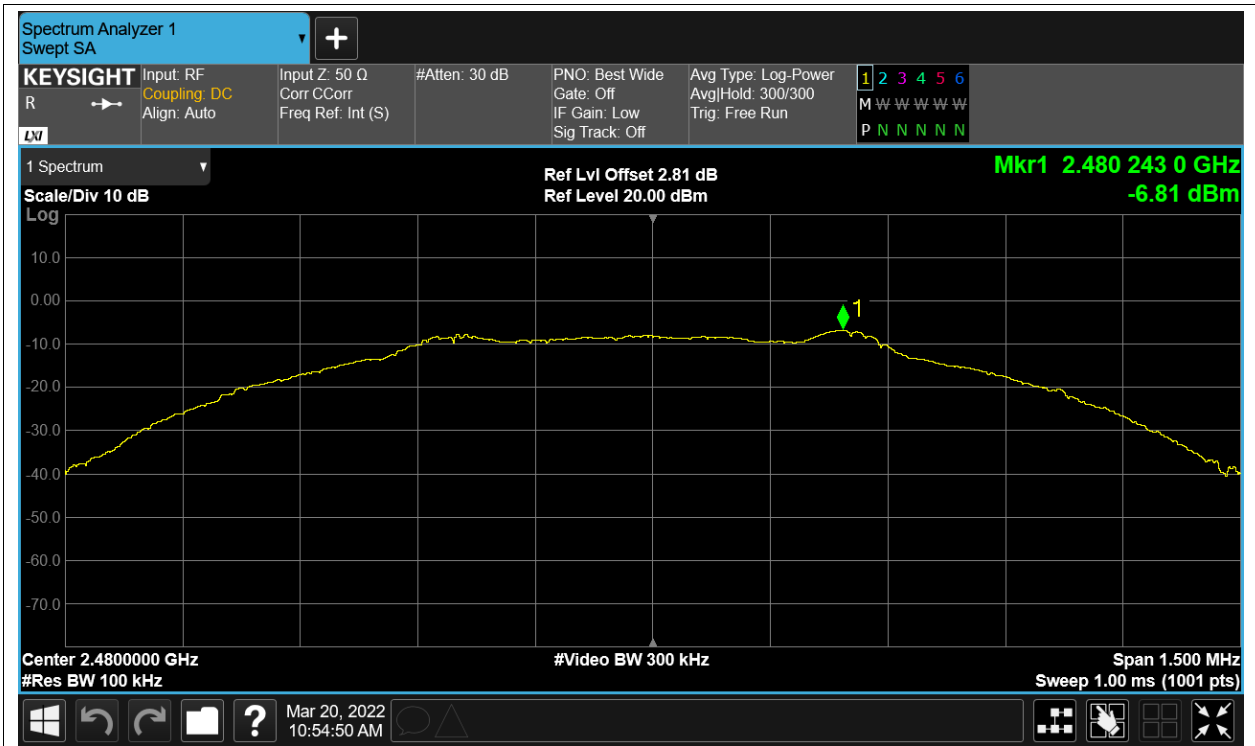 Spectrum Analyzer 1
Swept SA
KEYSIGHT
R
LXI
Input: RF
Coupling: DC
Align: Auto
Input Z: 50 Ω
Corr CCorr
Freq Ref: Int (S)
#Atten: 30 dB
PNO: Best Wide
Gate: Off
IF Gain: Low
Sig Track: Off
Avg Type: Log-Power
Avg|Hold: 300/300
Trig: Free Run
1 2 3 4 5 6
M W W W W W W
P N N N N N N
1 Spectrum
Scale/Div 10 dB
Log
Ref Lvl Offset 2.81 dB
Ref Level 20.00 dBm
Mkr1 2.480 243 0 GHz
-6.81 dBm
10.0
0.00
1
-10.0
-20.0
-30.0
-40.0
-50.0
-60.0
-70.0
Center 2.4800000 GHz
#Res BW 100 kHz
#Video BW 300 kHz
Span 1.500 MHz
Sweep 1.00 ms (1001 pts)
?
Mar 20, 2022
10:54:50 AM